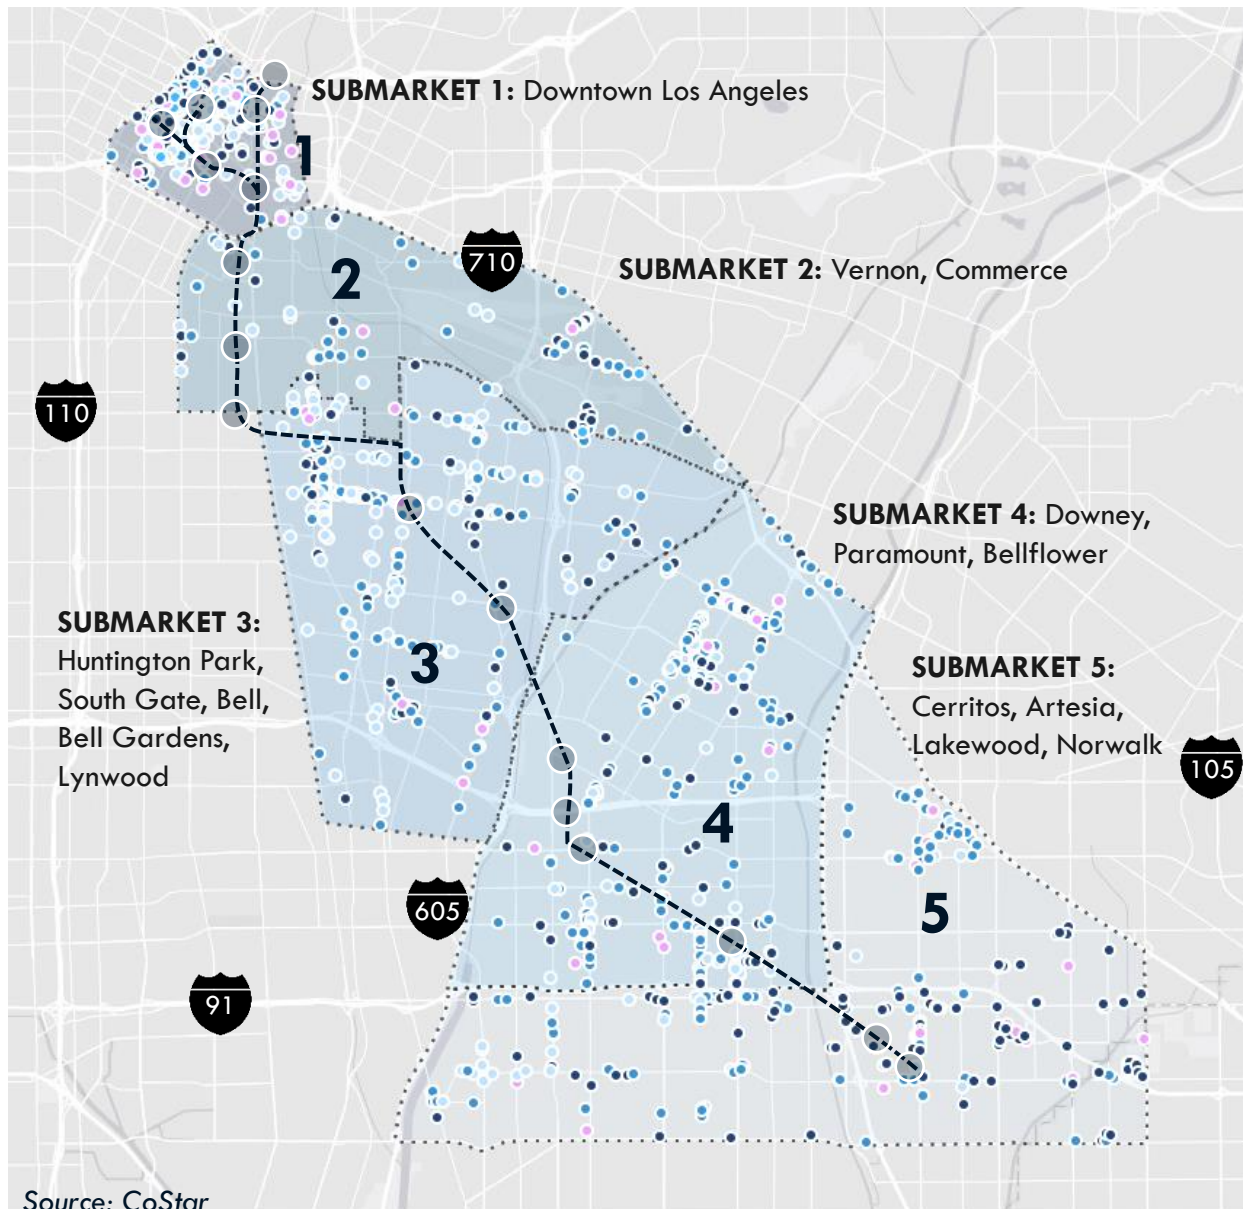 SUBMARKET 1: Downtown Los Angeles
1
710
2
SUBMARKET 2: Vernon, Commerce
110
SUBMARKET 4: Downey,
Paramount, Bellflower
SUBMARKET 3:
Huntington Park,
South Gate, Bell,
Bell Gardens,
Lynwood
3
SUBMARKET 5:
Cerritos, Artesia,
Lakewood, Norwalk
105
4
605
5
91
Source: CoStar